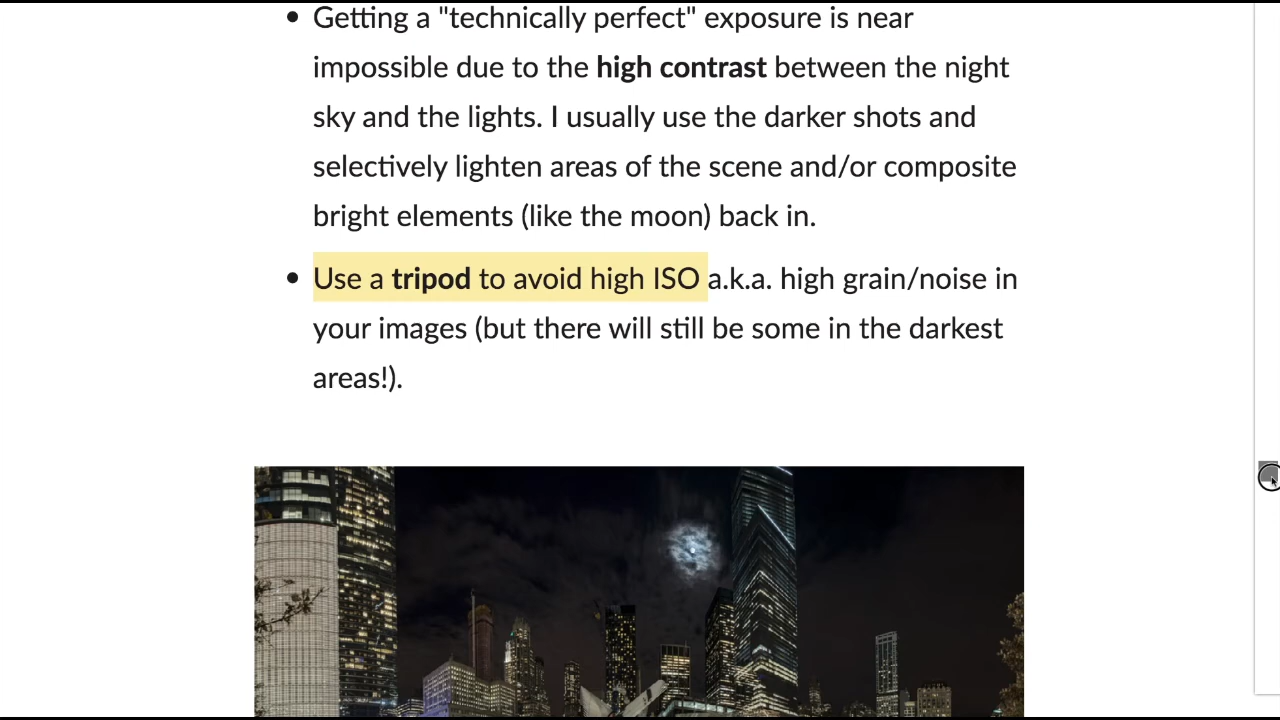 Getting a "technically perfect" exposure is near
impossible due to the high contrast between the night
sky and the lights. I usually use the darker shots and
selectively lighten areas of the scene and/or composite
bright elements (like the moon) back in.
Use a tripod to avoid high ISO a.k.a. high grain/noise in
your images (but there will still be some in the darkest
areas!).